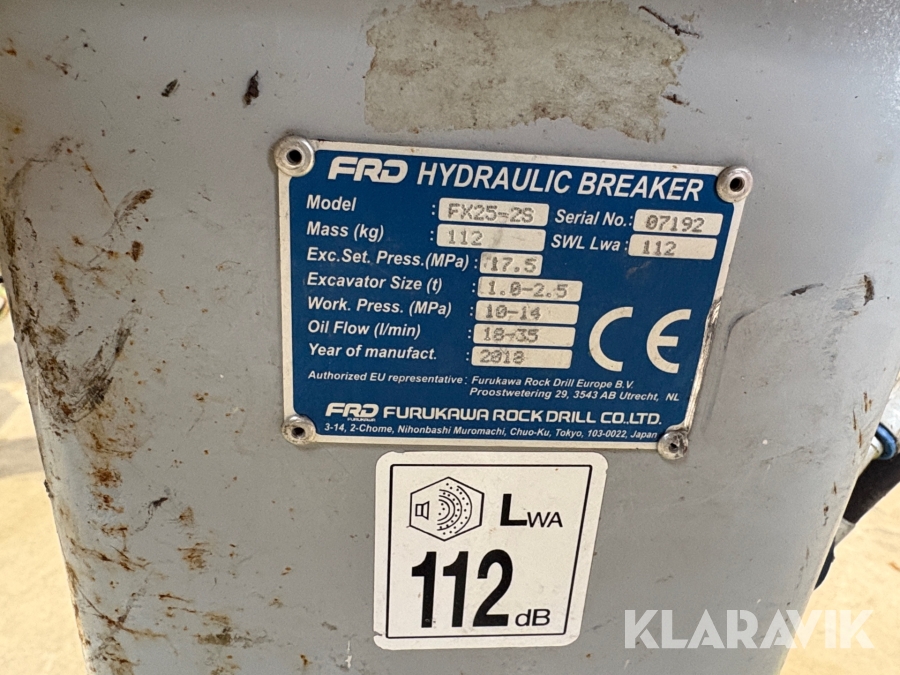 FRD HYDRAULIC BREAKER
Model : FX25-2S Serial No.: 07192
Mass (kg) : 112 SWL Lwa : 112
Exc.Set. Press.(MPa) : 17.5
Excavator Size (t) : 1.0-2.5
Work. Press. (MPa) : 10-14
Oil Flow (l/min) : 18-35
Year of manufact. : 2018
Authorized EU representative : Furukawa Rock Drill Europe B.V.
Proostwetering 29, 3543 AB Utrecht, NL
CE
FRD FURUKAWA ROCK DRILL CO.,LTD.
FURUKAWA
3-14, 2-Chome, Nihonbashi Muromachi, Chuo-Ku, Tokyo, 103-0022, Japan
LWA
112 dB
KLARAVIK